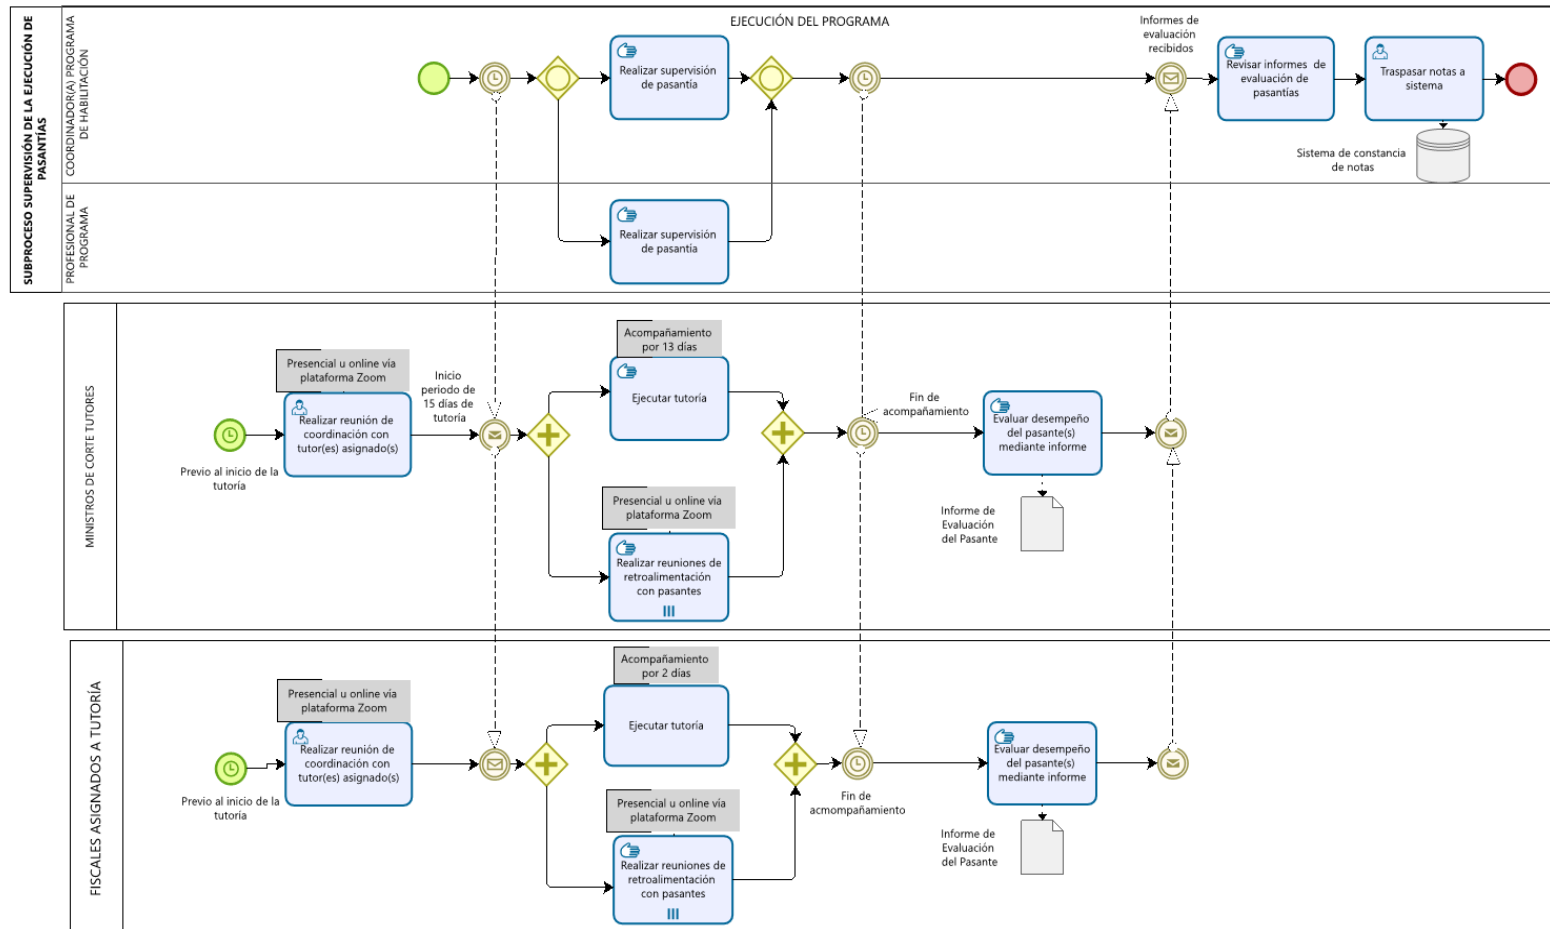 SUBPROCESO SUPERVISIÓN DE LA EJECUCIÓN DE
PASANTÍAS
COORDINADOR(A) PROGRAMA
DE HABILITACIÓN
EJECUCIÓN DEL PROGRAMA
Realizar supervisión
de pasantía
Informes de
evaluación
recibidos
Revisar informes de
evaluación de
pasantías
Traspasar notas a
sistema
Sistema de constancia
de notas
PROFESIONAL DE
PROGRAMA
Realizar supervisión
de pasantía
MINISTROS DE CORTE TUTORES
Previo al inicio de la
tutoría
Presencial u online vía
plataforma Zoom
Realizar reunión de
coordinación con
tutor(es) asignado(s)
Inicio
periodo de
15 días de
tutoría
Acompañamiento
por 13 días
Ejecutar tutoría
Presencial u online vía
plataforma Zoom
Realizar reuniones de
retroalimentación
con pasantes
Fin de
acompañamiento
Evaluar desempeño
del pasante(s)
mediante informe
Informe de
Evaluación
del Pasante
FISCALES ASIGNADOS A TUTORÍA
Previo al inicio de la
tutoría
Presencial u online vía
plataforma Zoom
Realizar reunión de
coordinación con
tutor(es) asignado(s)
Acompañamiento
por 2 días
Ejecutar tutoría
Presencial u online vía
plataforma Zoom
Realizar reuniones de
retroalimentación
con pasantes
Fin de
acmompañamiento
Evaluar desempeño
del pasante(s)
mediante informe
Informe de
Evaluación
del Pasante